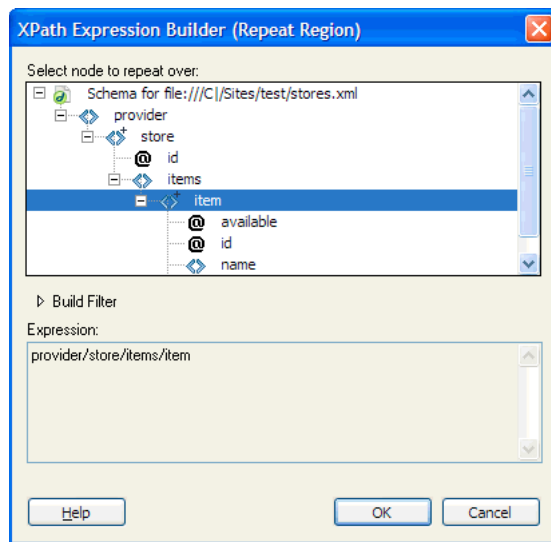 XPath Expression Builder (Repeat Region)
Select node to repeat over:
Schema for file:///C|/Sites/test/stores.xml
provider
store
@ id
items
item
@ available
@ id
name
Build Filter
Expression:
provider/store/items/item
Help OK Cancel